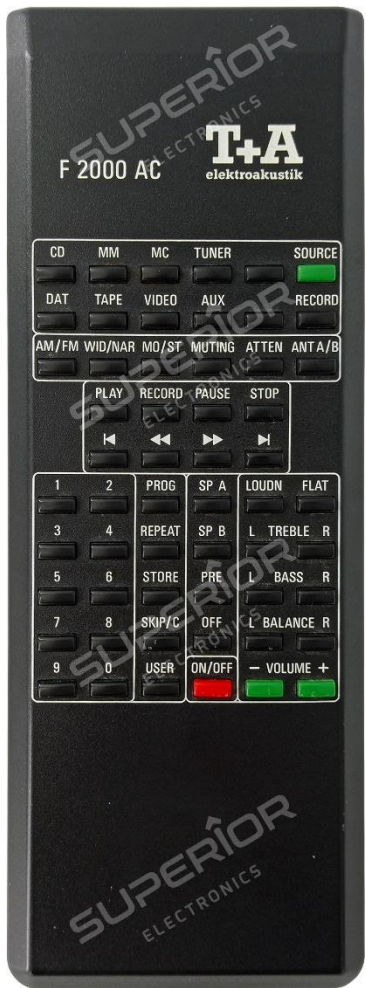 SUPERIOR
ELECTRONICS
T+A
elektroakustik
F 2000 AC
CD MM MC TUNER SOURCE
DAT TAPE VIDEO AUX RECORD
AM/FM WID/NAR MO/ST MUTING ATTEN ANT A/B
PLAY RECORD PAUSE STOP
SUPERIOR
ELECTRONICS
1 2 PROG SP A LOUDN FLAT
3 4 REPEAT SP B L TREBLE R
5 6 STORE PRE L BASS R
7 8 SKIP/C OFF L BALANCE R
SUPERIOR
ELECTRONICS
9 0 USER ON/OFF − VOLUME +
SUPERIOR
ELECTRONICS